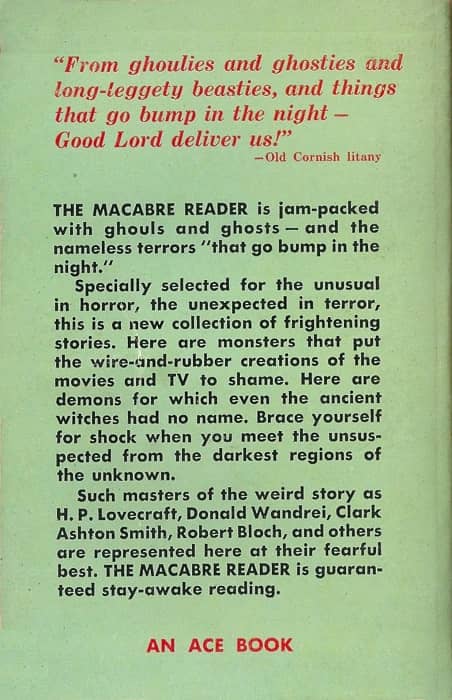 “From ghoulies and ghosties and
long-leggety beasties, and things
that go bump in the night —
Good Lord deliver us!”
—Old Cornish litany
THE MACABRE READER is jam-packed
with ghouls and ghosts — and the
nameless terrors "that go bump in the
night."
Specially selected for the unusual
in horror, the unexpected in terror,
this is a new collection of frightening
stories. Here are monsters that put
the wire-and-rubber creations of the
movies and TV to shame. Here are
demons for which even the ancient
witches had no name. Brace yourself
for shock when you meet the unsus-
pected from the darkest regions of
the unknown.
Such masters of the weird story as
H. P. Lovecraft, Donald Wandrei, Clark
Ashton Smith, Robert Bloch, and others
are represented here at their fearful
best. THE MACABRE READER is guaran-
teed stay-awake reading.
AN ACE BOOK